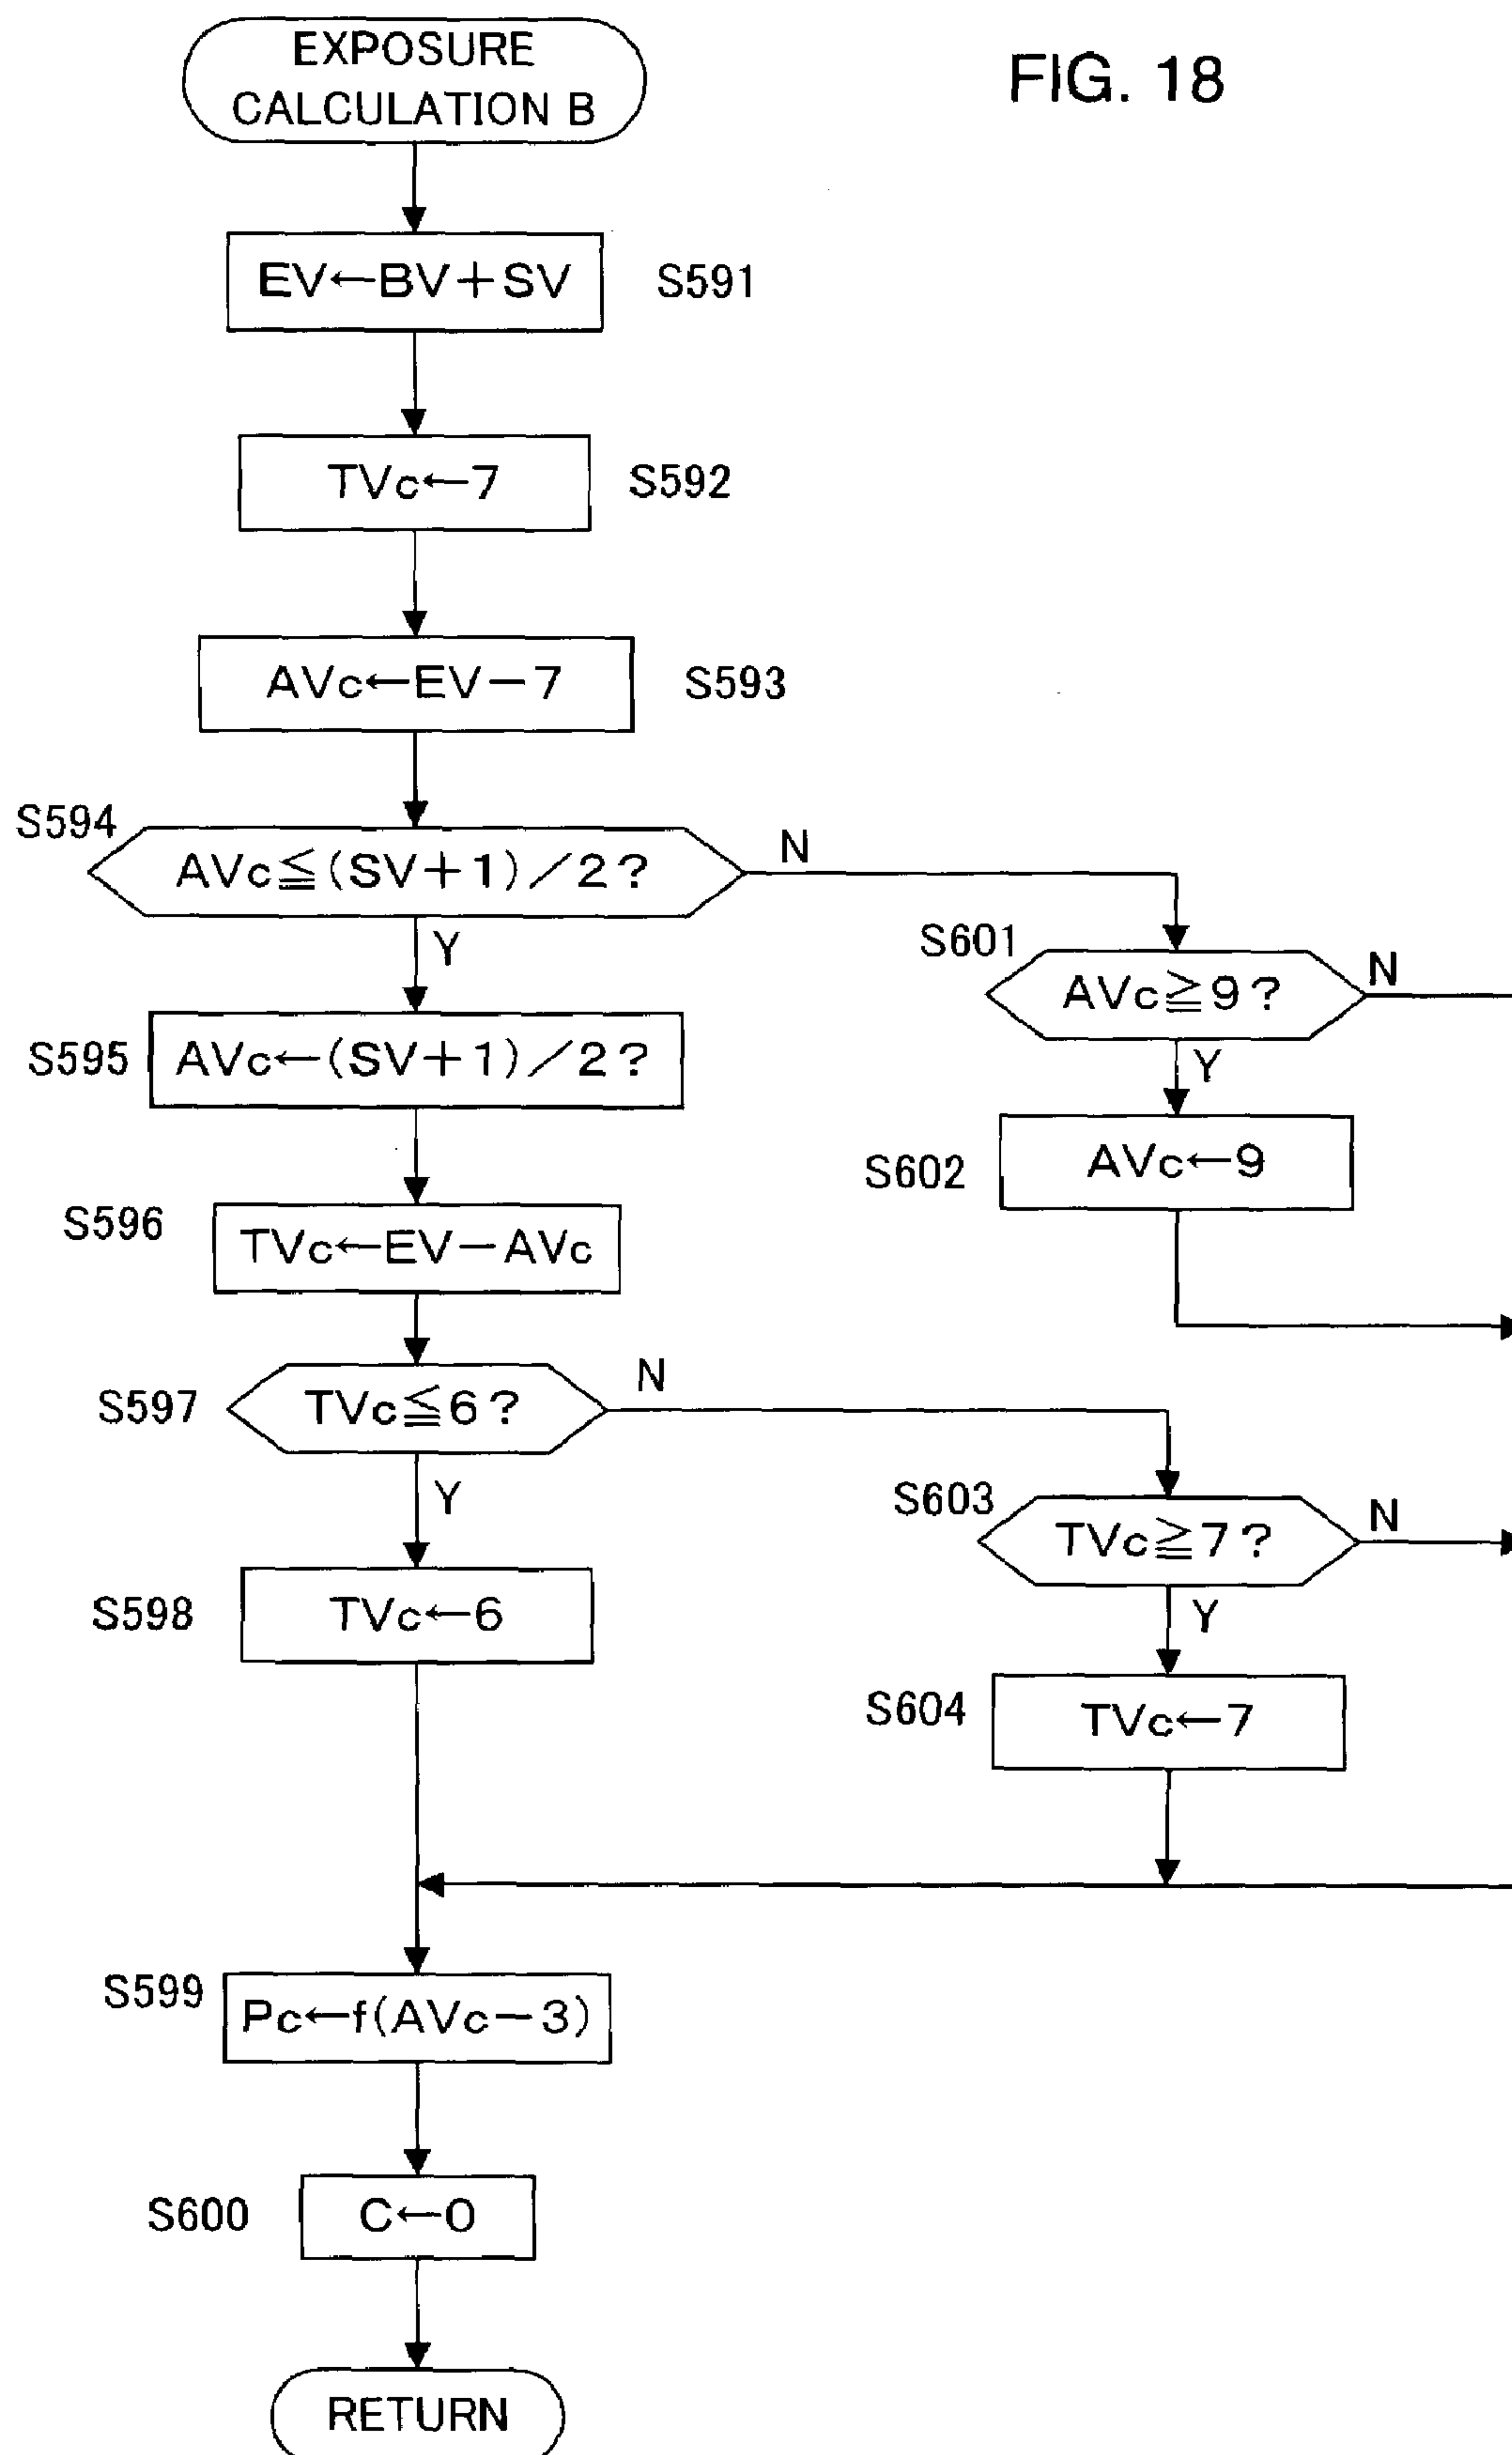 EXPOSURE
CALCULATION B
FIG. 18
EV←BV+SV
S591
TVc←7
S592
AVc←EV−7
S593
S594
AVc≦(SV+1)/2?
N
Y
S601
AVc≧9?
N
Y
S595
AVc←(SV+1)/2?
S602
AVc←9
S596
TVc←EV−AVc
S597
TVc≦6?
N
Y
S603
TVc≧7?
N
Y
S598
TVc←6
S604
TVc←7
S599
Pc←f(AVc−3)
S600
C←0
RETURN